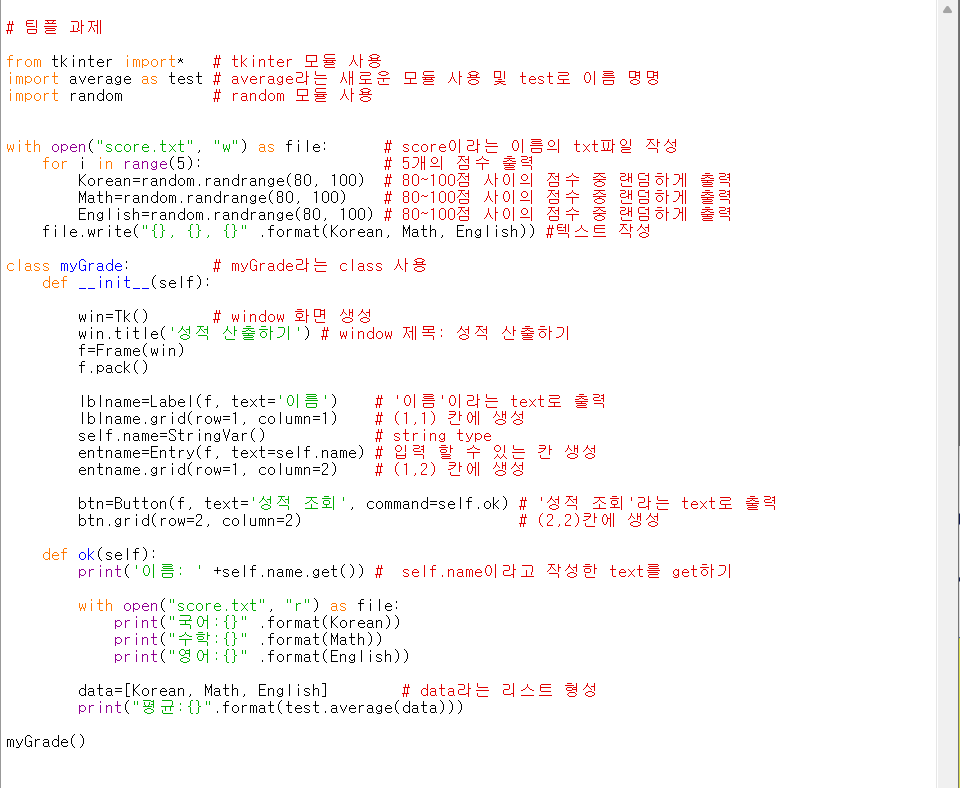 # 팀플 과제
from tkinter import*   # tkinter 모듈 사용
import average as test # average라는 새로운 모듈 사용 및 test로 이름 명명
import random          # random 모듈 사용
with open("score.txt", "w") as file:      # score이라는 이름의 txt파일 작성
    for i in range(5):                    # 5개의 점수 출력
        Korean=random.randrange(80, 100)  # 80~100점 사이의 점수 중 랜덤하게 출력
        Math=random.randrange(80, 100)    # 80~100점 사이의 점수 중 랜덤하게 출력
        English=random.randrange(80, 100) # 80~100점 사이의 점수 중 랜덤하게 출력
    file.write("{}, {}, {}" .format(Korean, Math, English)) #텍스트 작성
class myGrade:         # myGrade라는 class 사용
    def __init__(self):
        win=Tk()       # window 화면 생성
        win.title('성적 산출하기') # window 제목: 성적 산출하기
        f=Frame(win)
        f.pack()
        lblname=Label(f, text='이름')    # '이름'이라는 text로 출력
        lblname.grid(row=1, column=1)    # (1,1) 칸에 생성
        self.name=StringVar()            # string type
        entname=Entry(f, text=self.name) # 입력 할 수 있는 칸 생성
        entname.grid(row=1, column=2)    # (1,2) 칸에 생성
        btn=Button(f, text='성적 조회', command=self.ok) # '성적 조회'라는 text로 출력
        btn.grid(row=2, column=2)                        # (2,2)칸에 생성
    def ok(self):
        print('이름: ' +self.name.get()) #  self.name이라고 작성한 text를 get하기
        with open("score.txt", "r") as file:
            print("국어:{}" .format(Korean))
            print("수학:{}" .format(Math))
            print("영어:{}" .format(English))
        data=[Korean, Math, English]        # data라는 리스트 형성
        print("평균:{}".format(test.average(data)))
myGrade()